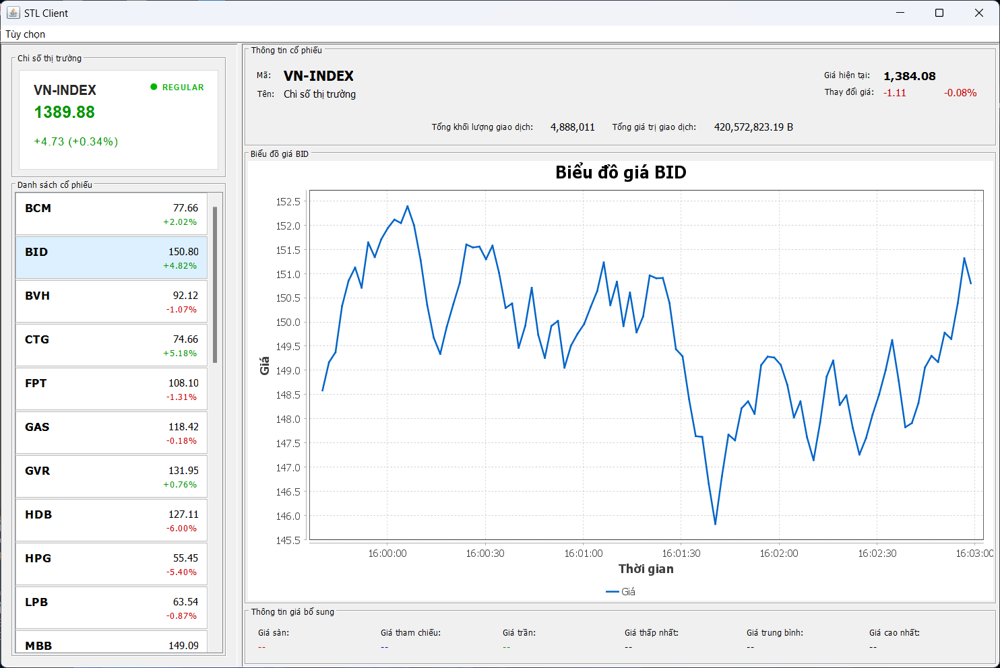 STL Client
Tùy chọn
Chỉ số thị trường
VN-INDEX
REGULAR
1389.88
+4.73 (+0.34%)
Danh sách cổ phiếu
BCM 77.66
+2.02%
BID 150.80
+4.82%
BVH 92.12
-1.07%
CTG 74.66
+5.18%
FPT 108.10
-1.31%
GAS 118.42
-0.18%
GVR 131.95
+0.76%
HDB 127.11
-6.00%
HPG 55.45
-5.40%
LPB 63.54
-0.87%
MBB 149.09
Thông tin cổ phiếu
Mã: VN-INDEX
Tên: Chỉ số thị trường
Giá hiện tại: 1,384.08
Thay đổi giá: -1.11 -0.08%
Tổng khối lượng giao dịch: 4,888,011 Tổng giá trị giao dịch: 420,572,823.19 B
Biểu đồ giá BID
Biểu đồ giá BID
Giá
152.5
152.0
151.5
151.0
150.5
150.0
149.5
149.0
148.5
148.0
147.5
147.0
146.5
146.0
145.5
16:00:00 16:00:30 16:01:00 16:01:30 16:02:00 16:02:30 16:03:00
Thời gian
Giá
Thông tin giá bổ sung
Giá sàn: Giá tham chiếu: Giá trần: Giá thấp nhất: Giá trung bình: Giá cao nhất:
-- -- -- -- -- --